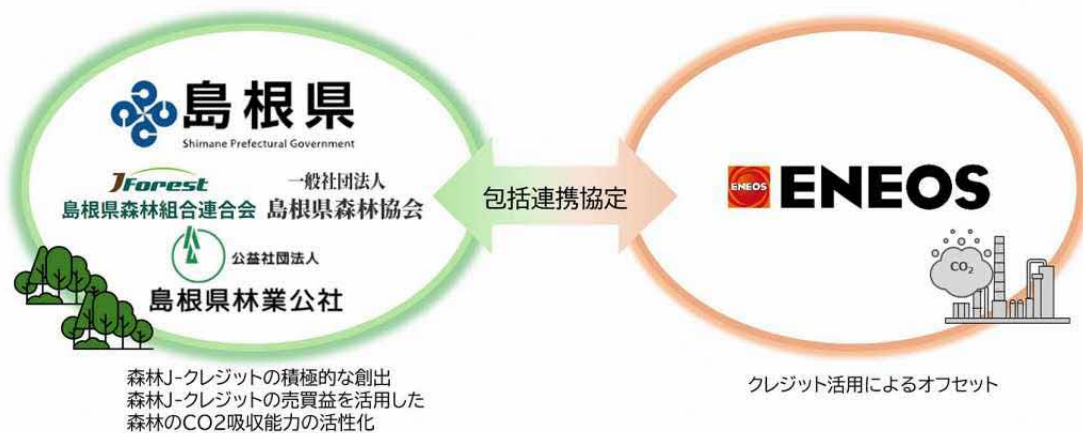 島根県
Shimane Prefectural Government
JForest
島根県森林組合連合会
一般社団法人
島根県森林協会
公益社団法人
島根県林業公社
森林J-クレジットの積極的な創出
森林J-クレジットの売買益を活用した
森林のCO2吸収能力の活性化
包括連携協定
ENEOS
ENEOS
CO₂
クレジット活用によるオフセット